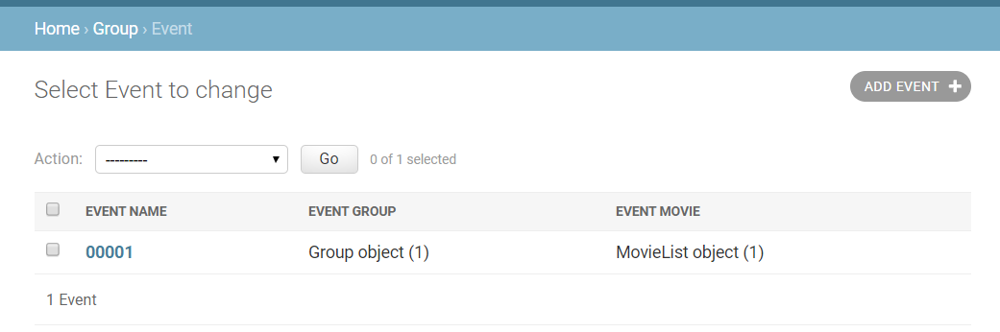 Home › Group › Event
Select Event to change
ADD EVENT +
Action: --------- Go 0 of 1 selected
EVENT NAME EVENT GROUP EVENT MOVIE
00001 Group object (1) MovieList object (1)
1 Event